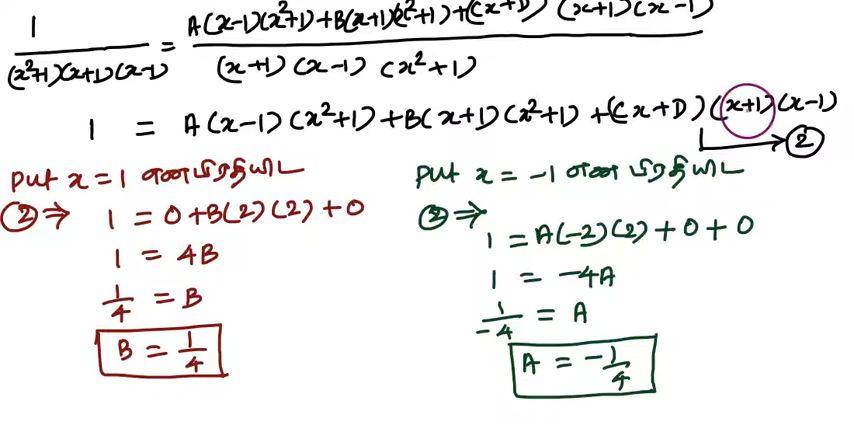 1/((x²+1)(x+1)(x-1)) = (A(x-1)(x²+1)+B(x+1)(x²+1)+(Cx+D)(x+1)(x-1))/((x+1)(x-1)(x²+1))
1 = A(x-1)(x²+1)+B(x+1)(x²+1)+(Cx+D)(x+1)(x-1) → ②
put x=1 என பிரதியிட
② ⇒ 1 = 0+B(2)(2)+0
1 = 4B
1/4 = B
B = 1/4
put x = -1 என பிரதியிட
② ⇒
1 = A(-2)(2)+0+0
1 = -4A
1/-4 = A
A = -1/4